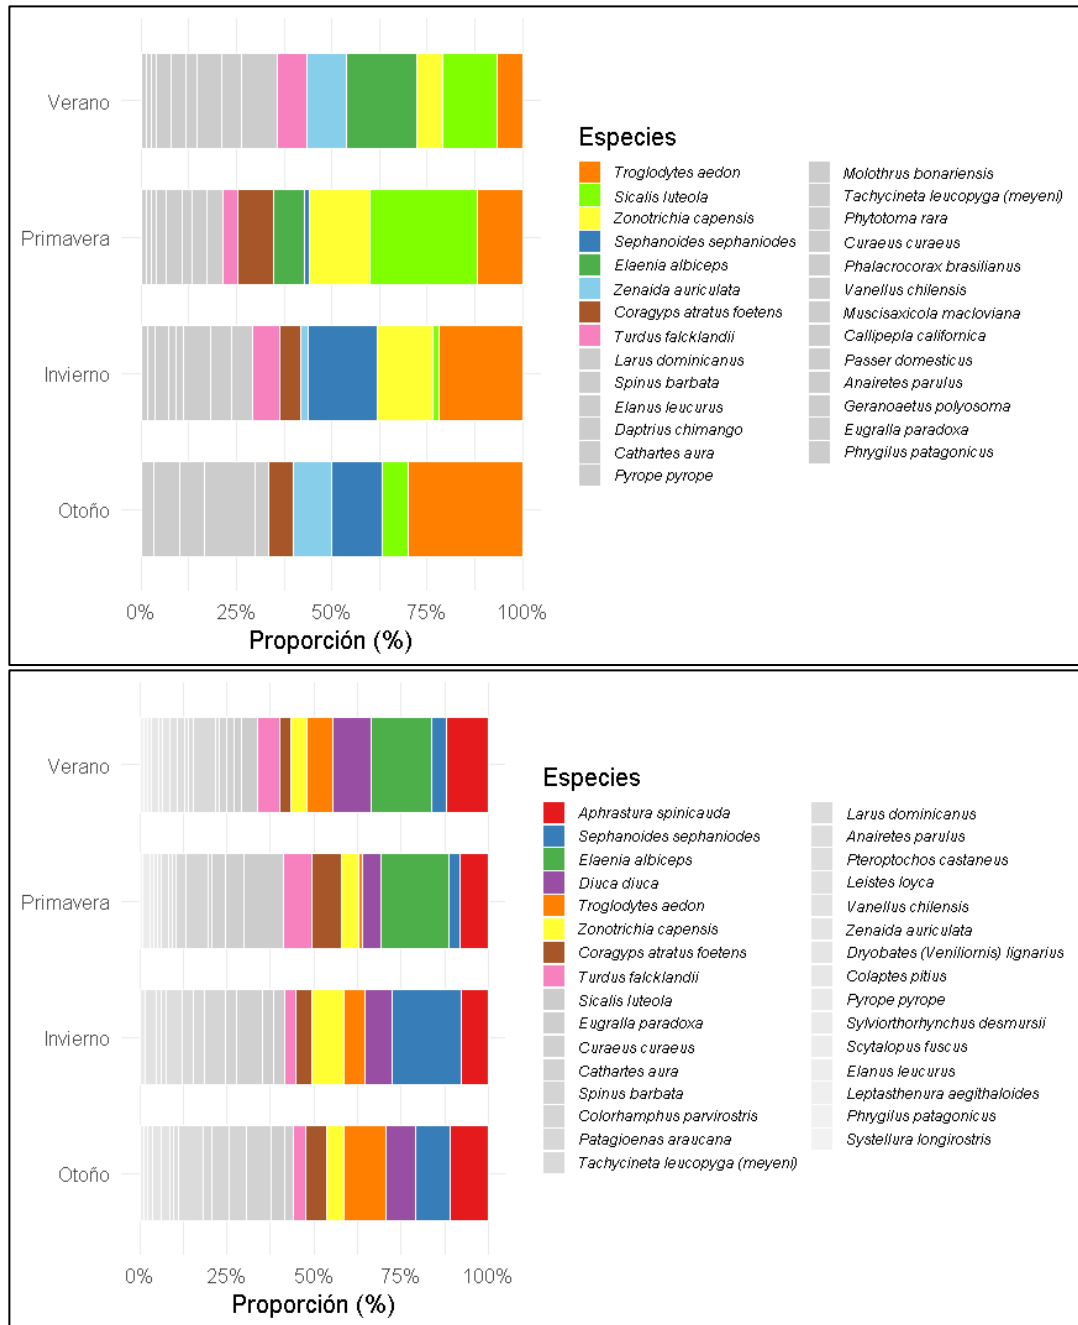 Verano
Primavera
Invierno
Otoño
0% 25% 50% 75% 100%
Proporción (%)
Especies
Troglodytes aedon
Sicalis luteola
Zonotrichia capensis
Sephanoides sephaniodes
Elaenia albiceps
Zenaida auriculata
Coragyps atratus foetens
Turdus falcklandii
Larus dominicanus
Spinus barbata
Elanus leucurus
Daptrius chimango
Cathartes aura
Pyrope pyrope
Molothrus bonariensis
Tachycineta leucopyga (meyeni)
Phytotoma rara
Curaeus curaeus
Phalacrocorax brasilianus
Vanellus chilensis
Muscisaxicola macloviana
Callipepla californica
Passer domesticus
Anairetes parulus
Geranoaetus polyosoma
Eugralla paradoxa
Phrygilus patagonicus
Verano
Primavera
Invierno
Otoño
0% 25% 50% 75% 100%
Proporción (%)
Especies
Aphrastura spinicauda
Sephanoides sephaniodes
Elaenia albiceps
Diuca diuca
Troglodytes aedon
Zonotrichia capensis
Coragyps atratus foetens
Turdus falcklandii
Sicalis luteola
Eugralla paradoxa
Curaeus curaeus
Cathartes aura
Spinus barbata
Colorhamphus parvirostris
Patagioenas araucana
Tachycineta leucopyga (meyeni)
Larus dominicanus
Anairetes parulus
Pteroptochos castaneus
Leistes loyca
Vanellus chilensis
Zenaida auriculata
Dryobates (Veniliornis) lignarius
Colaptes pitius
Pyrope pyrope
Sylviorthorhynchus desmursii
Scytalopus fuscus
Elanus leucurus
Leptasthenura aegithaloides
Phrygilus patagonicus
Systellura longirostris